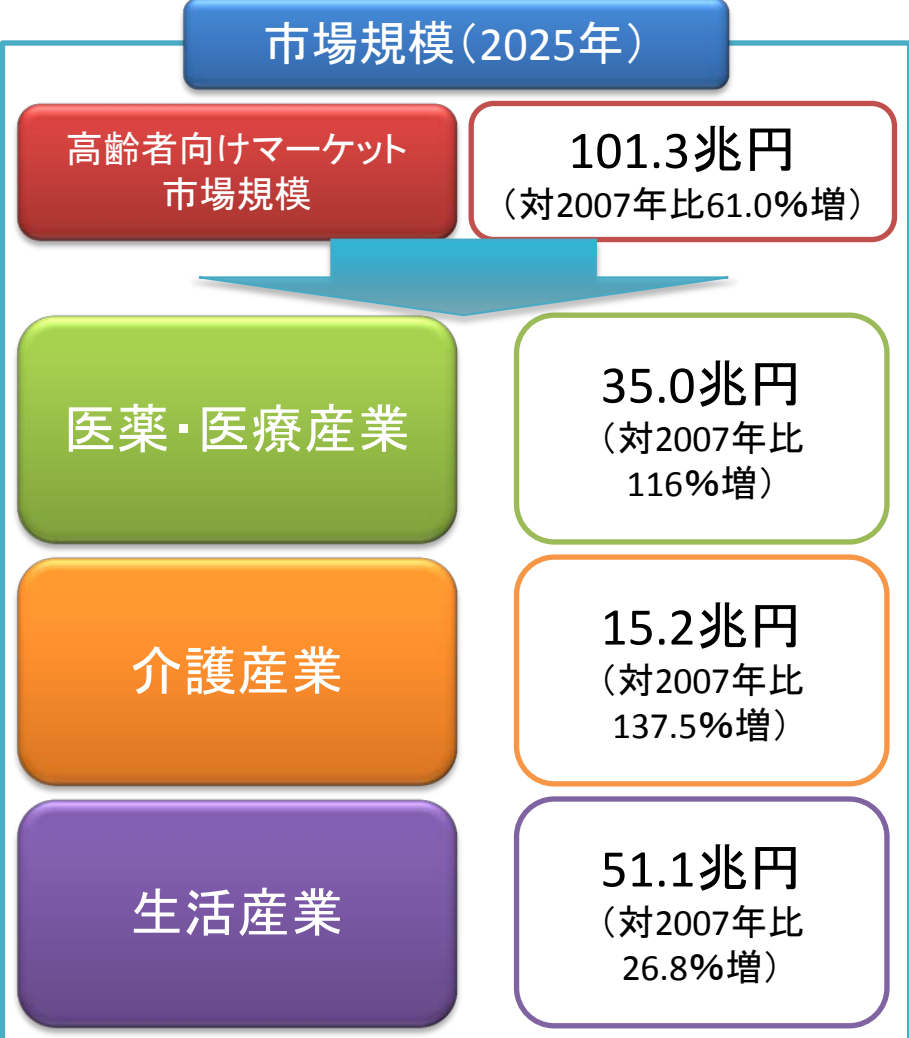 市場規模（2025年）
高齢者向けマーケット
市場規模
101.3兆円
（対2007年比61.0%増）
医薬・医療産業
35.0兆円
（対2007年比
116%増）
介護産業
15.2兆円
（対2007年比
137.5%増）
生活産業
51.1兆円
（対2007年比
26.8%増）